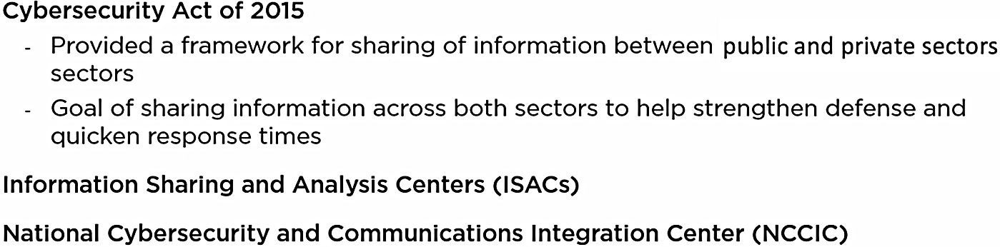 Cybersecurity Act of 2015
- Provided a framework for sharing of information between public and private sectors
sectors
- Goal of sharing information across both sectors to help strengthen defense and
quicken response times
Information Sharing and Analysis Centers (ISACs)
National Cybersecurity and Communications Integration Center (NCCIC)